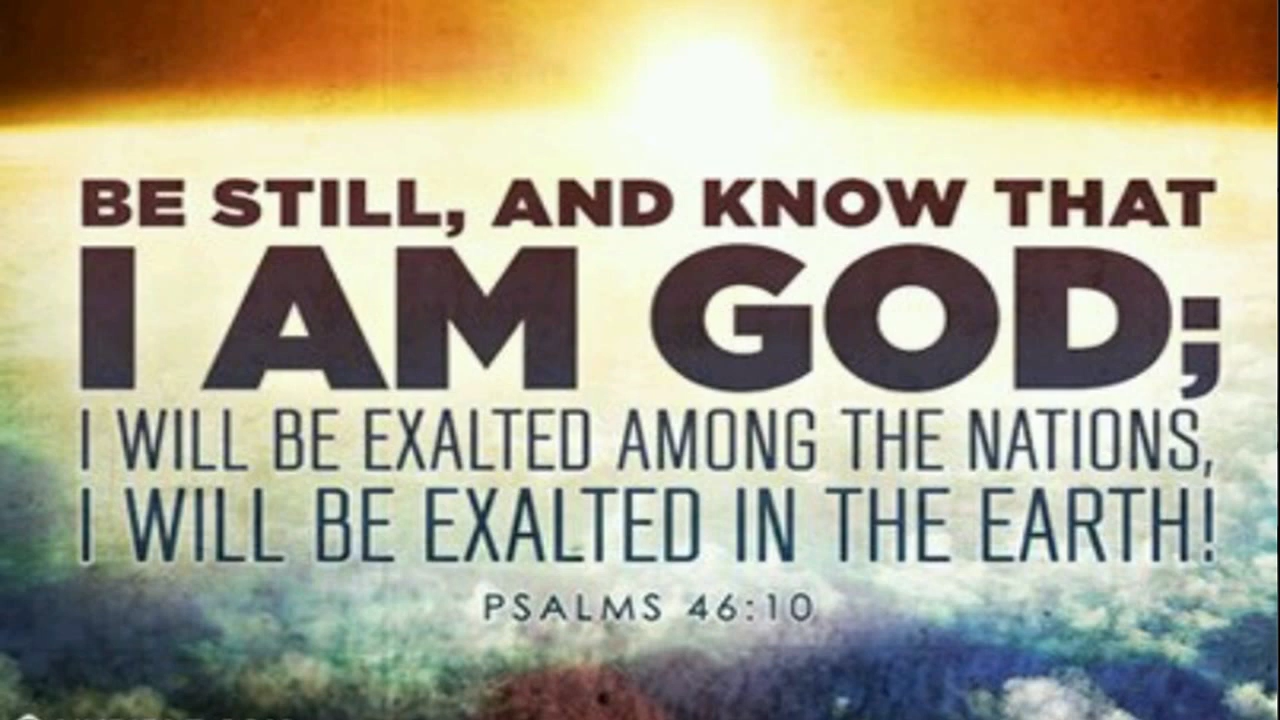 BE STILL, AND KNOW THAT
I AM GOD;
I WILL BE EXALTED AMONG THE NATIONS,
I WILL BE EXALTED IN THE EARTH!
PSALMS 46:10